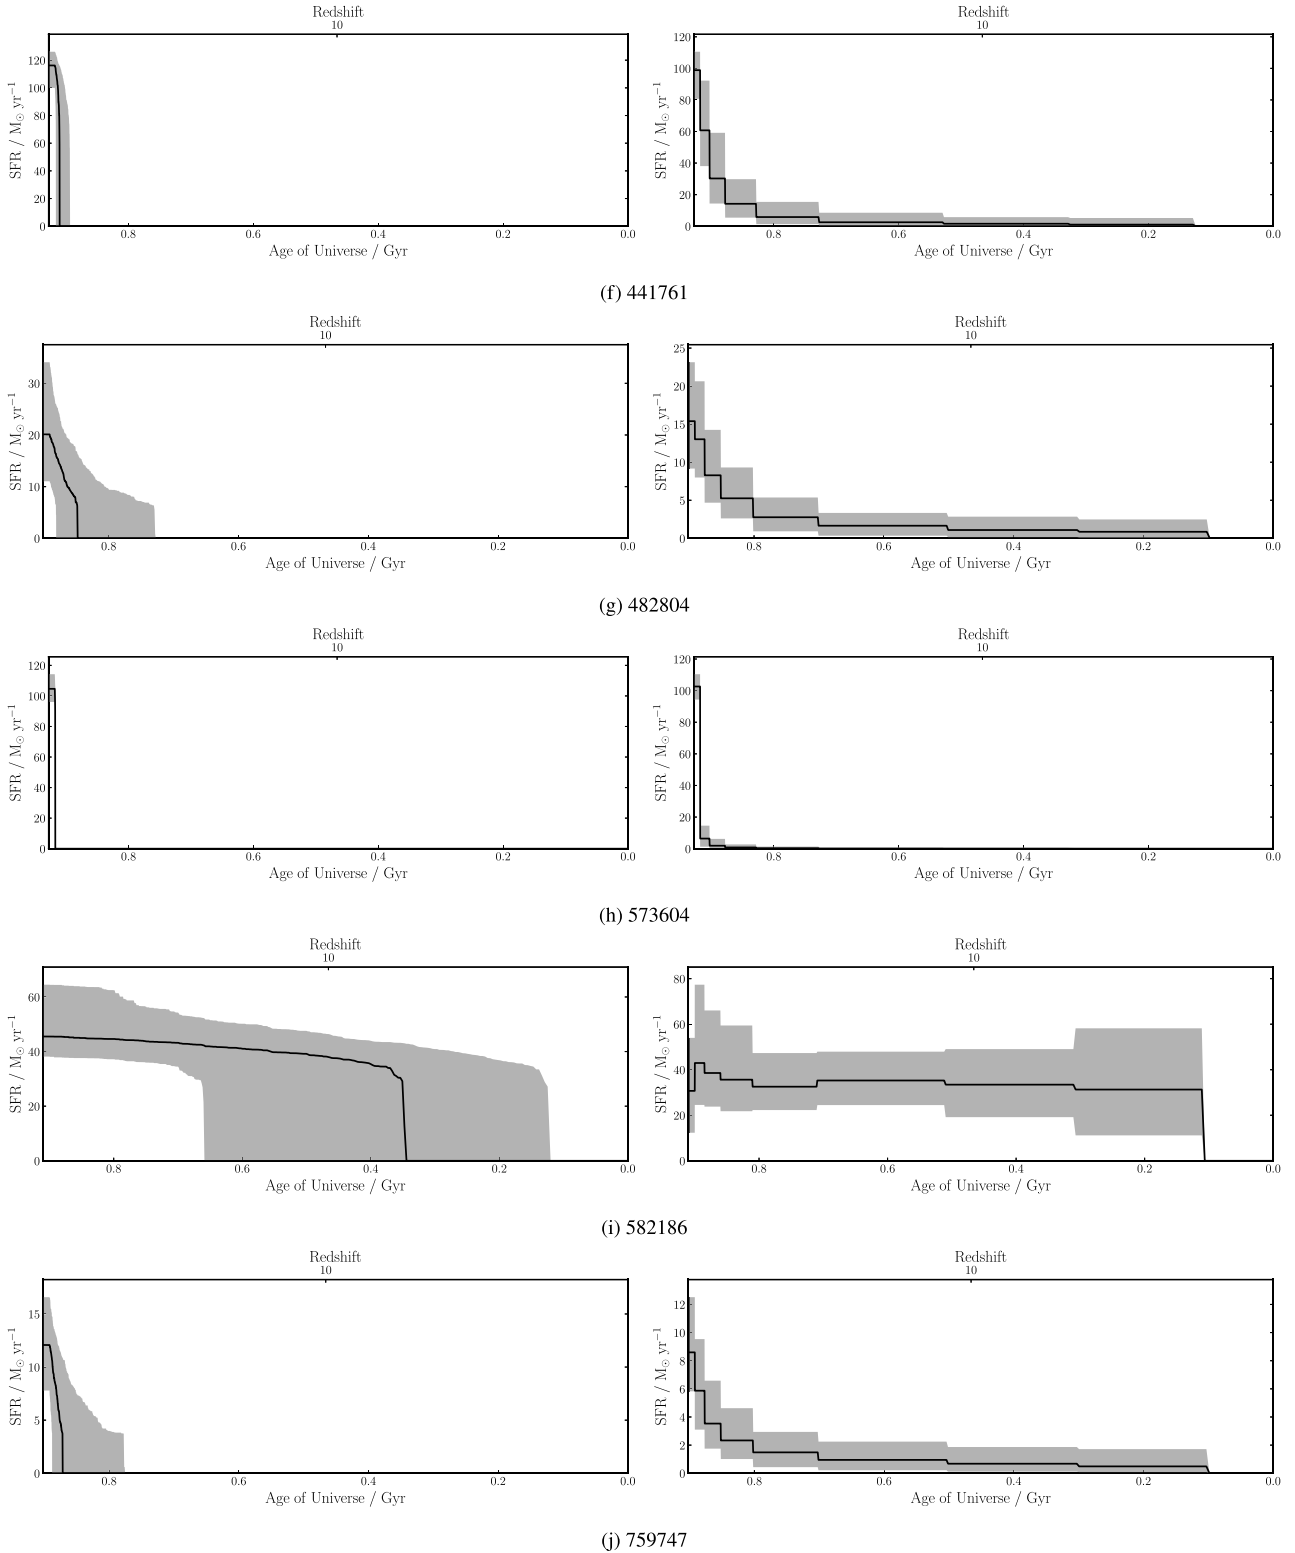 Redshift
10
120
100
80
60
40
20
0
SFR / M⊙ yr−1
0.8 0.6 0.4 0.2 0.0
Age of Universe / Gyr
Redshift
10
120
100
80
60
40
20
0
SFR / M⊙ yr−1
0.8 0.6 0.4 0.2 0.0
Age of Universe / Gyr
(f) 441761
Redshift
10
30
20
10
0
SFR / M⊙ yr−1
0.8 0.6 0.4 0.2 0.0
Age of Universe / Gyr
Redshift
10
25
20
15
10
5
0
SFR / M⊙ yr−1
0.8 0.6 0.4 0.2 0.0
Age of Universe / Gyr
(g) 482804
Redshift
10
120
100
80
60
40
20
0
SFR / M⊙ yr−1
0.8 0.6 0.4 0.2 0.0
Age of Universe / Gyr
Redshift
10
120
100
80
60
40
20
0
SFR / M⊙ yr−1
0.8 0.6 0.4 0.2 0.0
Age of Universe / Gyr
(h) 573604
Redshift
10
60
40
20
0
SFR / M⊙ yr−1
0.8 0.6 0.4 0.2 0.0
Age of Universe / Gyr
Redshift
10
80
60
40
20
0
SFR / M⊙ yr−1
0.8 0.6 0.4 0.2 0.0
Age of Universe / Gyr
(i) 582186
Redshift
10
15
10
5
0
SFR / M⊙ yr−1
0.8 0.6 0.4 0.2 0.0
Age of Universe / Gyr
Redshift
10
12
10
8
6
4
2
0
SFR / M⊙ yr−1
0.8 0.6 0.4 0.2 0.0
Age of Universe / Gyr
(j) 759747